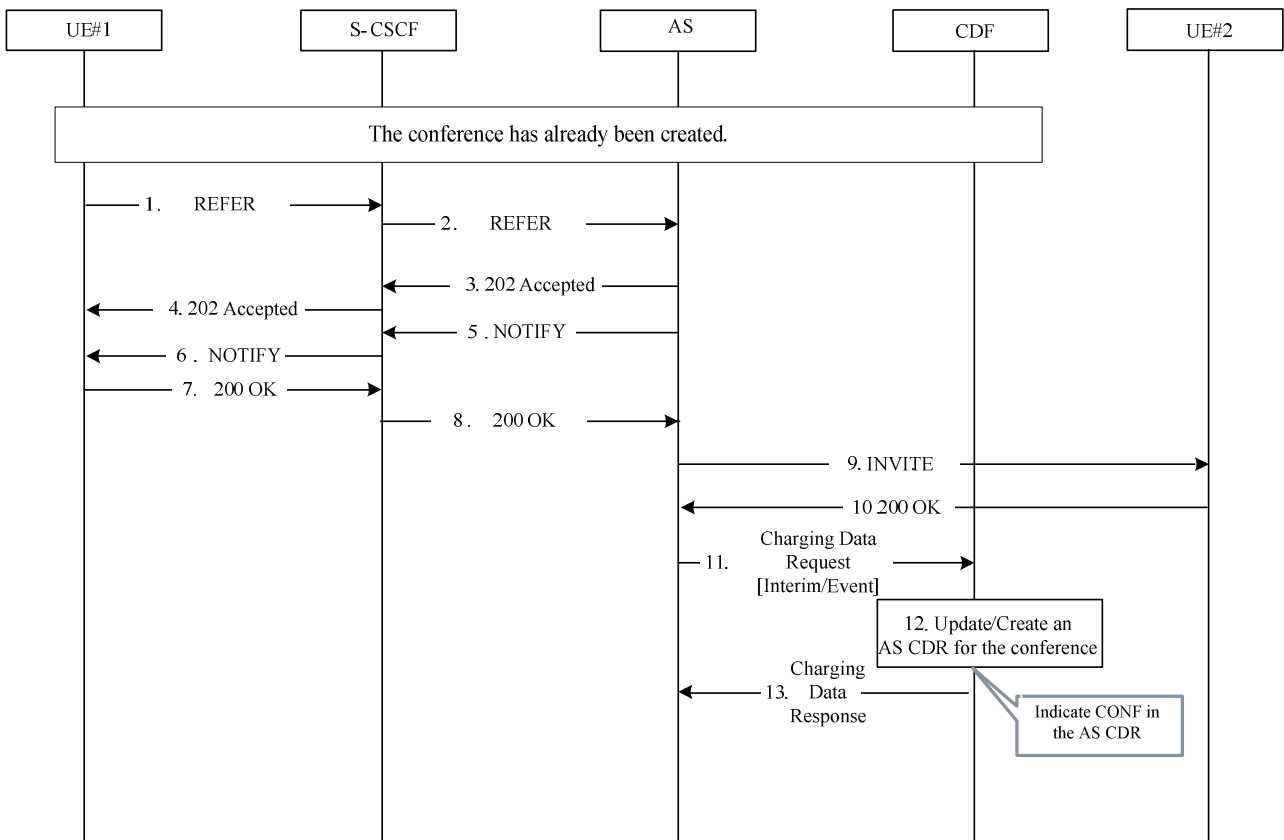 UE#1
S-CSCF
AS
CDF
UE#2
The conference has already been created.
1. REFER
2. REFER
3. 202 Accepted
4. 202 Accepted
5 . NOTIFY
6 . NOTIFY
7. 200 OK
8. 200 OK
9. INVITE
10 200 OK
11. Charging Data
Request
[Interim/Event]
12. Update/Create an
AS CDR for the conference
13. Charging
Data
Response
Indicate CONF in
the AS CDR